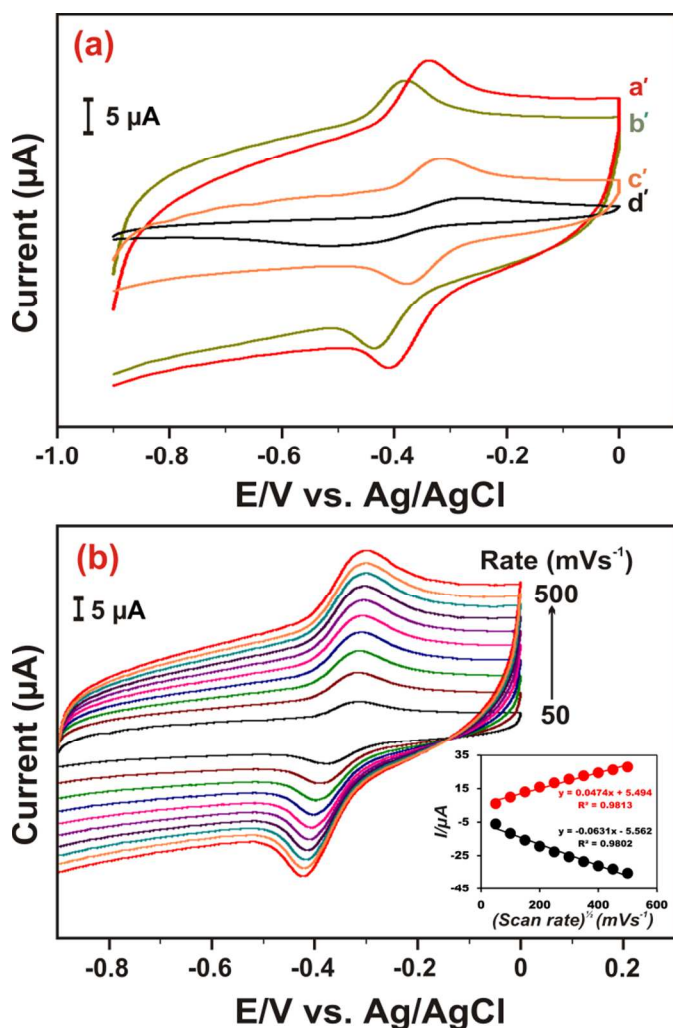 (a)
5 µA
a′
b′
c′
d′
Current (µA)
-1.0 -0.8 -0.6 -0.4 -0.2 0
E/V vs. Ag/AgCl
(b)
5 µA
Rate (mVs⁻¹)
500
50
Current (µA)
35
15
-5
-25
-45
I/µA
y = 0.0474x + 5.494
R² = 0.9813
y = -0.0631x - 5.562
R² = 0.9802
0 200 400 600
(Scan rate)^½ (mVs⁻¹)
-0.8 -0.6 -0.4 -0.2 0 0.2
E/V vs. Ag/AgCl